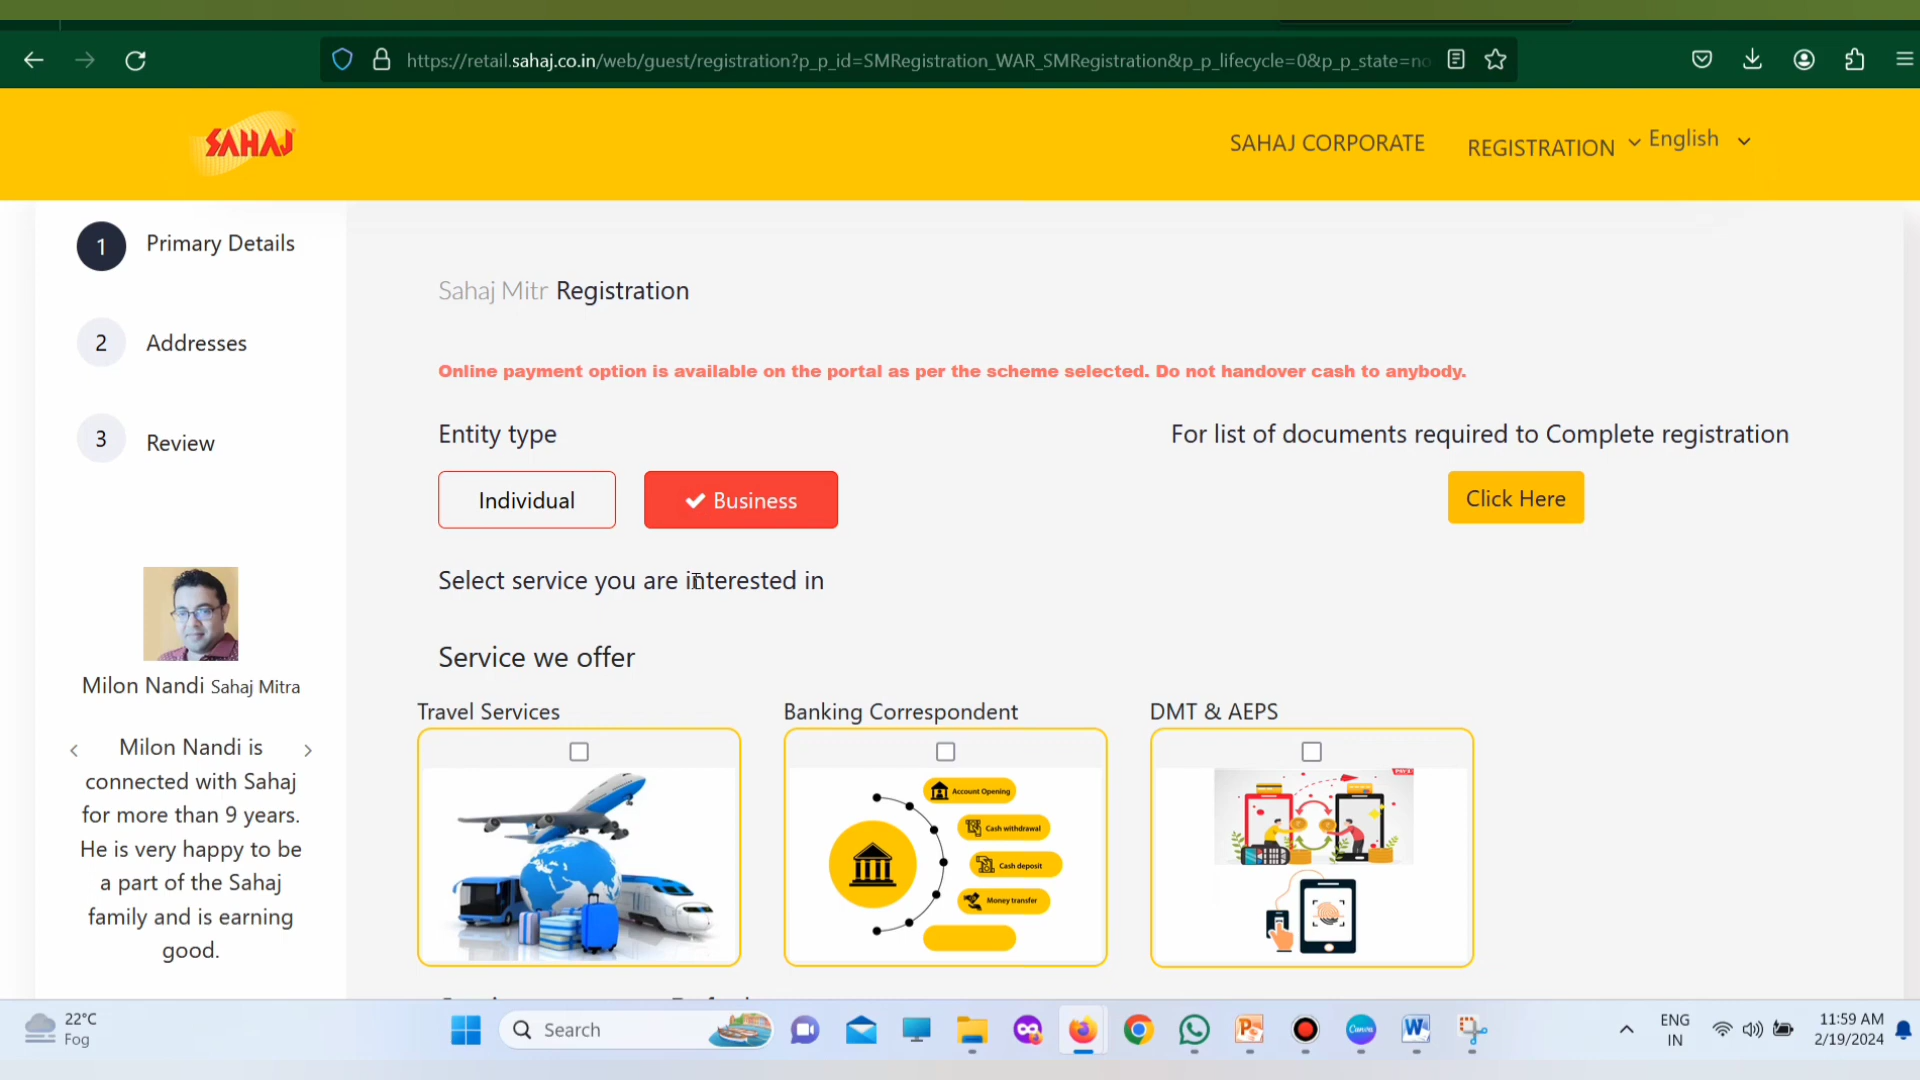 https://retail.sahaj.co.in/web/guest/registration?p_p_id=SMRegistration_WAR_SMRegistration&p_p_lifecycle=0&p_p_state=no
SAHAJ
SAHAJ CORPORATE
REGISTRATION
English
1
Primary Details
2
Addresses
3
Review
Milon Nandi Sahaj Mitra
Milon Nandi is
connected with Sahaj
for more than 9 years.
He is very happy to be
a part of the Sahaj
family and is earning
good.
Sahaj Mitr Registration
Online payment option is available on the portal as per the scheme selected. Do not handover cash to anybody.
Entity type
Individual
Business
For list of documents required to Complete registration
Click Here
Select service you are interested in
Service we offer
Travel Services
Banking Correspondent
Account Opening
Cash withdrawal
Cash deposit
Money transfer
DMT & AEPS
22°C
Fog
Search
Canva
ENG
IN
11:59 AM
2/19/2024